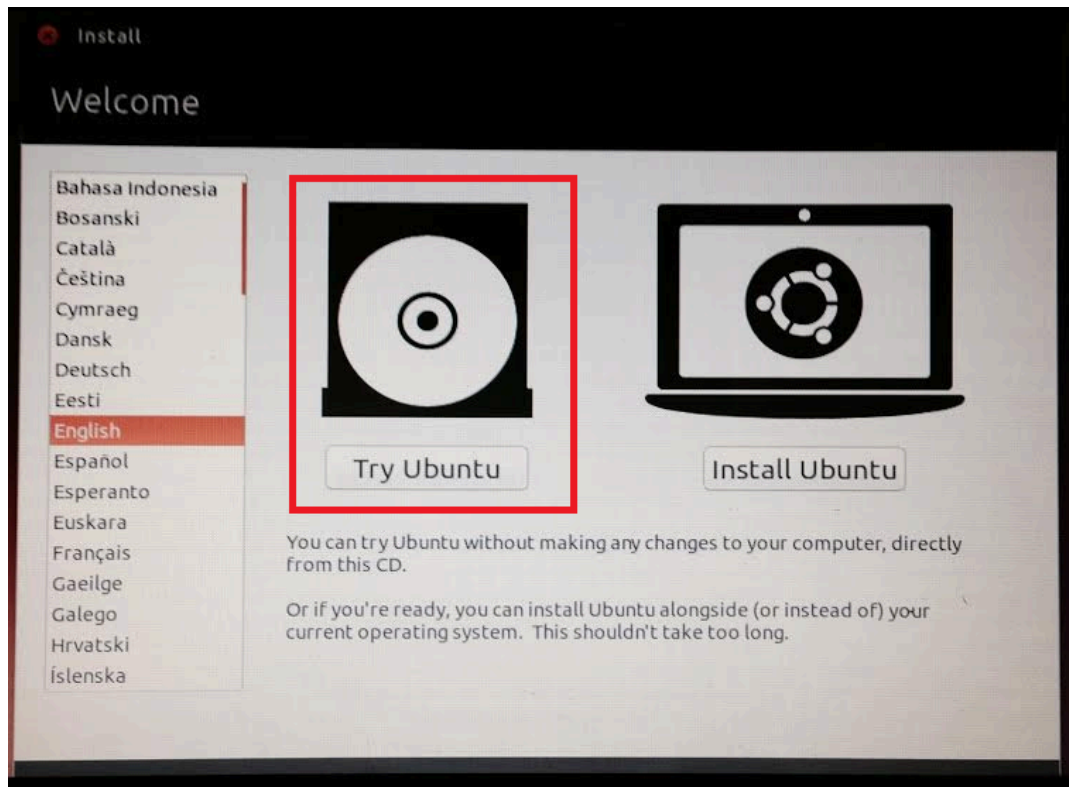 Install
Welcome
Bahasa Indonesia
Bosanski
Català
Čeština
Cymraeg
Dansk
Deutsch
Eesti
English
Español
Esperanto
Euskara
Français
Gaeilge
Galego
Hrvatski
Íslenska
Try Ubuntu
Install Ubuntu
You can try Ubuntu without making any changes to your computer, directly
from this CD.
Or if you're ready, you can install Ubuntu alongside (or instead of) your
current operating system. This shouldn't take too long.